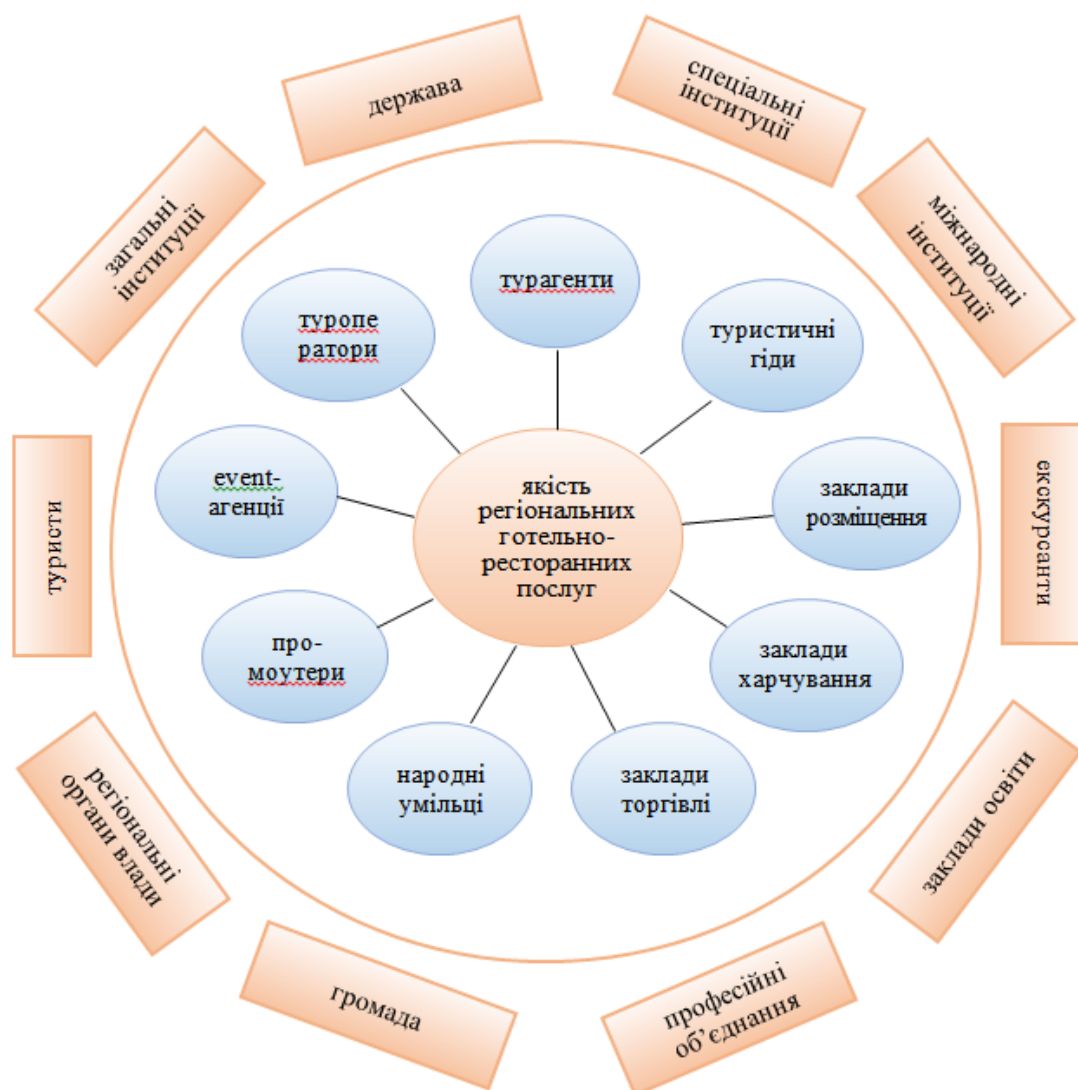 держава
спеціальні
інституції
загальні
інституції
міжнародні
інституції
турагенти
туропе
ратори
туристичні
гіди
event-
агенції
якість
регіональних
готельно-
ресторанних
послуг
заклади
розміщення
туристи
екскурсанти
про-
моутери
заклади
харчування
народні
умільці
заклади
торгівлі
регіональні
органи влади
заклади освіти
громада
професійні
об’єднання